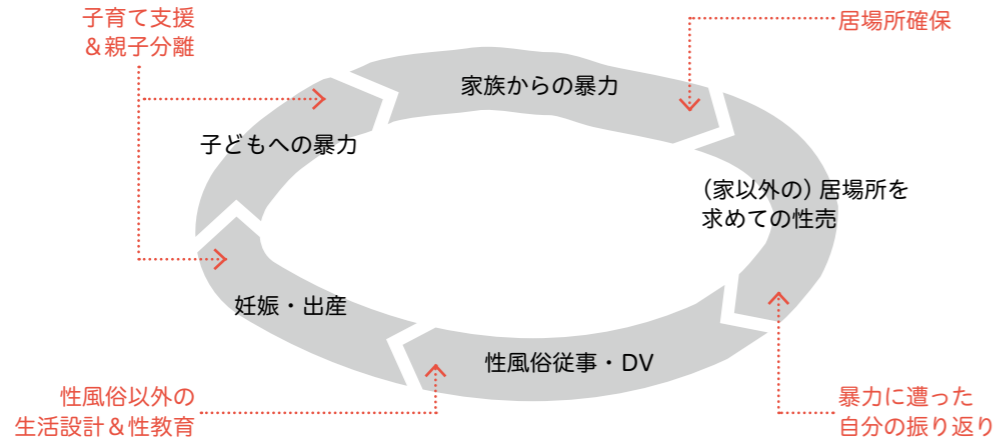 子育て支援
＆親子分離
居場所確保
家族からの暴力
子どもへの暴力
（家以外の）居場所を
求めての性売
妊娠・出産
性風俗従事・DV
性風俗以外の
生活設計＆性教育
暴力に遭った
自分の振り返り